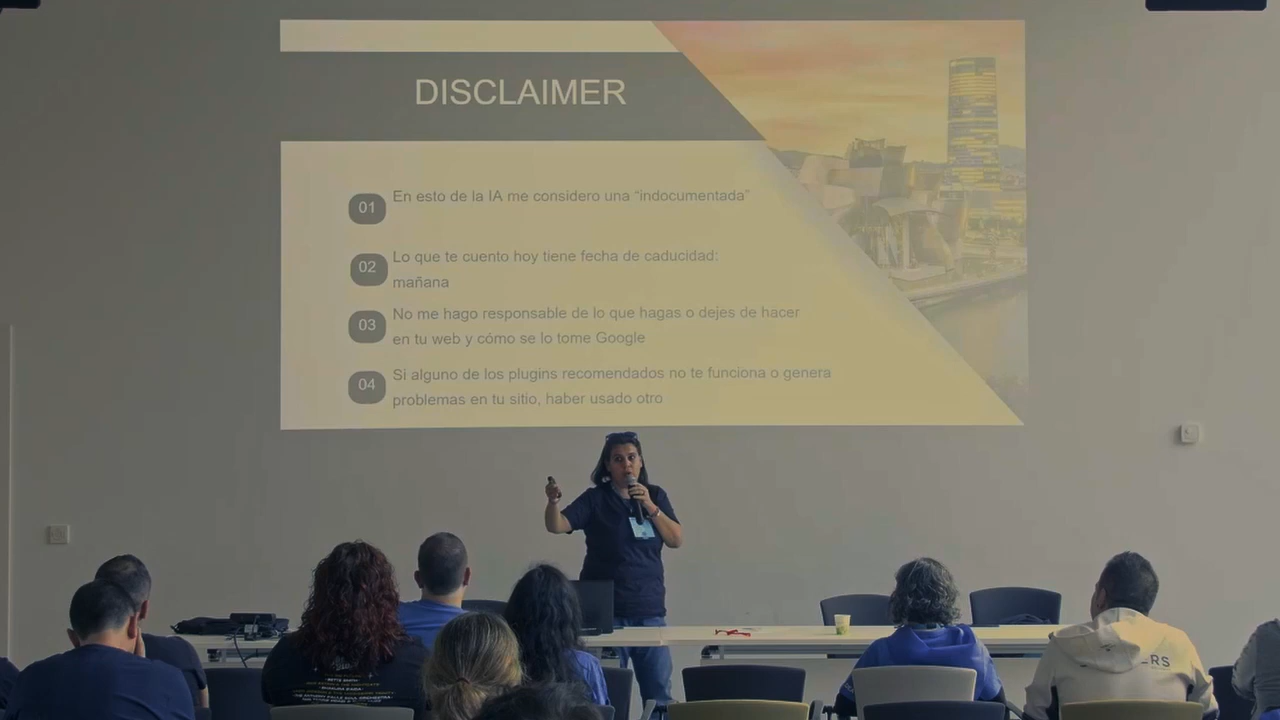 DISCLAIMER
01
En esto de la IA me considero una “indocumentada”
02
Lo que te cuento hoy tiene fecha de caducidad:
mañana
03
No me hago responsable de lo que hagas o dejes de hacer
en tu web y cómo se lo tome Google
04
Si alguno de los plugins recomendados no te funciona o genera
problemas en tu sitio, haber usado otro
ERS